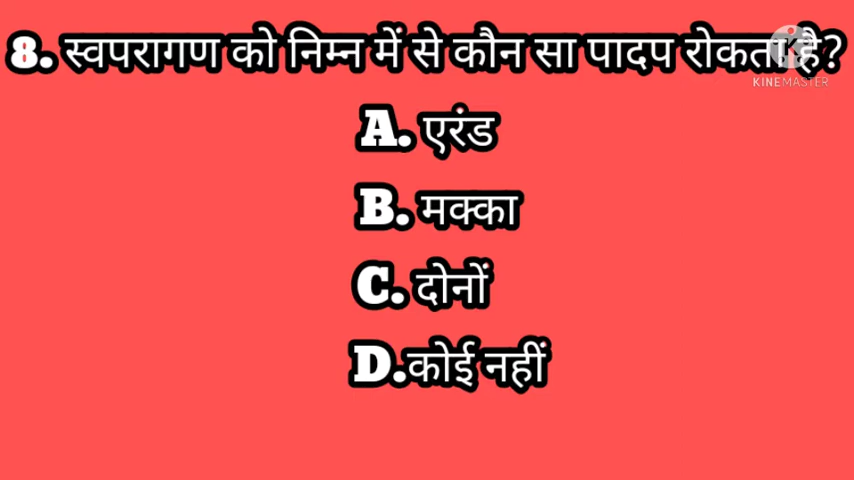 8. स्वपरागण को निम्न में से कौन सा पादप रोकता है?
KINEMASTER
A. एरंड
B. मक्का
C. दोनों
D.कोई नहीं